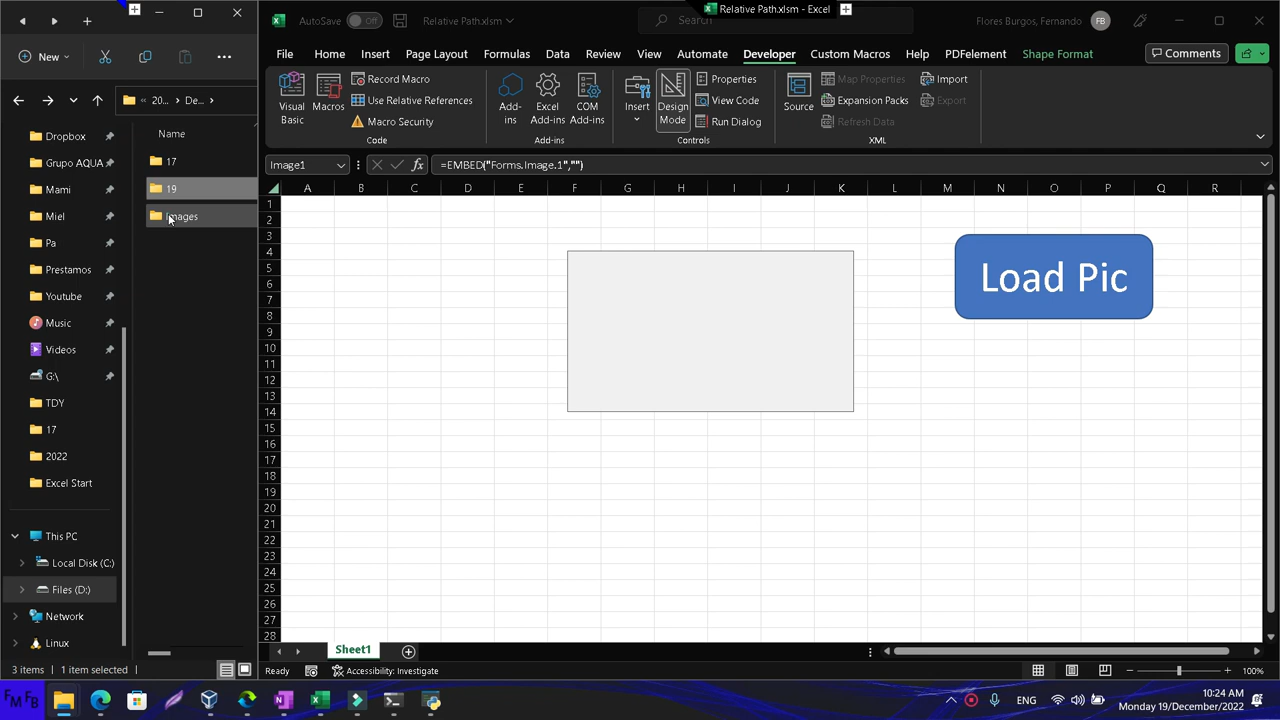 Relative Path.xlsm - Excel
AutoSave Off Relative Path.xlsm Search Flores Burgos, Fernando FB
New
File Home Insert Page Layout Formulas Data Review View Automate Developer Custom Macros Help PDFelement Shape Format Comments
Visual Basic
Macros
Record Macro
Use Relative References
Macro Security
Code
Add-ins
Excel Add-ins
COM Add-ins
Add-ins
Insert
Design Mode
Properties
View Code
Run Dialog
Controls
Source
Map Properties
Expansion Packs
Refresh Data
Import
Export
XML
20... De...
Image1 =EMBED("Forms.Image.1","")
A B C D E F G H I J K L M N O P Q R
1
2
3
4
5
6
7
8
9
10
11
12
13
14
15
16
17
18
19
20
21
22
23
24
25
26
27
28
Load Pic
Name
17
19
Images
Dropbox
Grupo AQUA
Mami
Miel
Pa
Prestamos
Youtube
Music
Videos
G:\
TDY
17
2022
Excel Start
This PC
Local Disk (C:)
Files (D:)
Network
Linux
3 items 1 item selected
Sheet1
Ready Accessibility: Investigate 100%
FM FB
ENG
10:24 AM
Monday 19/December/2022